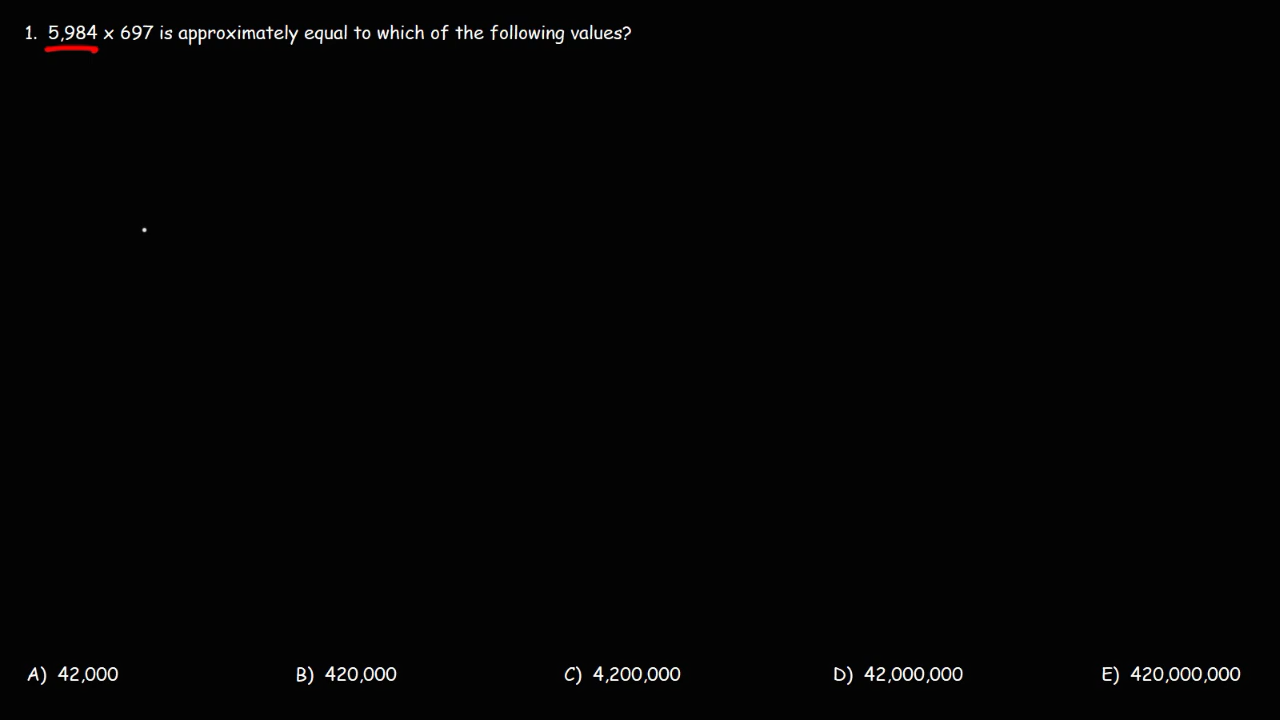 1. 5,984 x 697 is approximately equal to which of the following values?
A) 42,000 B) 420,000 C) 4,200,000 D) 42,000,000 E) 420,000,000